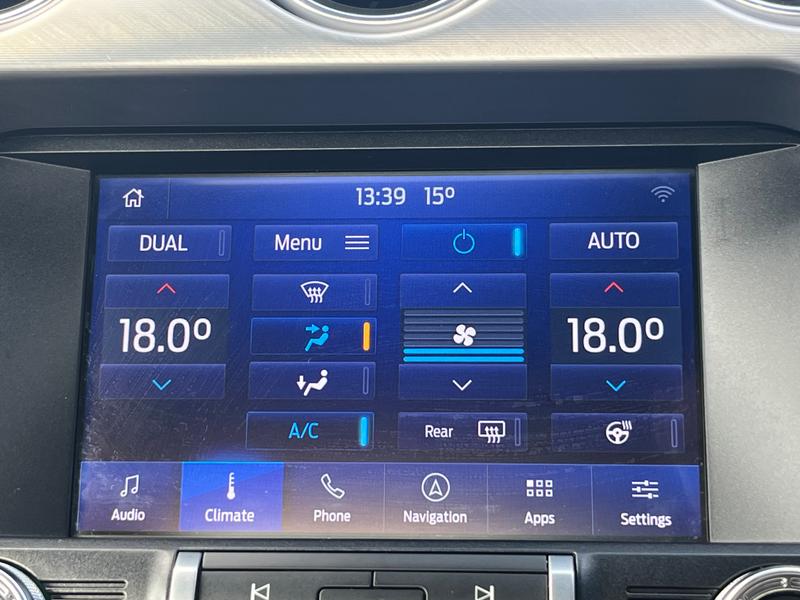 13:39 15º
DUAL Menu AUTO
18.0º 18.0º
A/C Rear
Audio Climate Phone Navigation Apps Settings